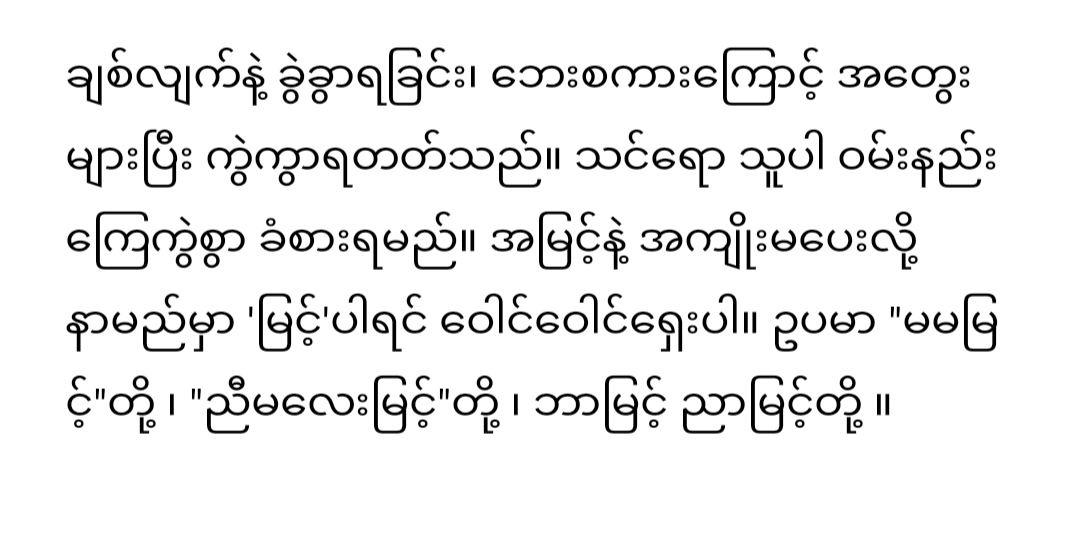 ချစ်လျက်နဲ့ ခွဲခွာရခြင်း၊ ဘေးစကားကြောင့် အတွေး
များပြီး ကွဲကွာရတတ်သည်။ သင်ရော သူပါ ဝမ်းနည်း
ကြေကွဲစွာ ခံစားရမည်။ အမြင့်နဲ့ အကျိုးမပေးလို့
နာမည်မှာ 'မြင့်'ပါရင် ဝေါင်ဝေါင်ရှေးပါ။ ဥပမာ "မမမြ
င့်"တို့ ၊ "ညီမလေးမြင့်"တို့ ၊ ဘာမြင့် ညာမြင့်တို့ ။